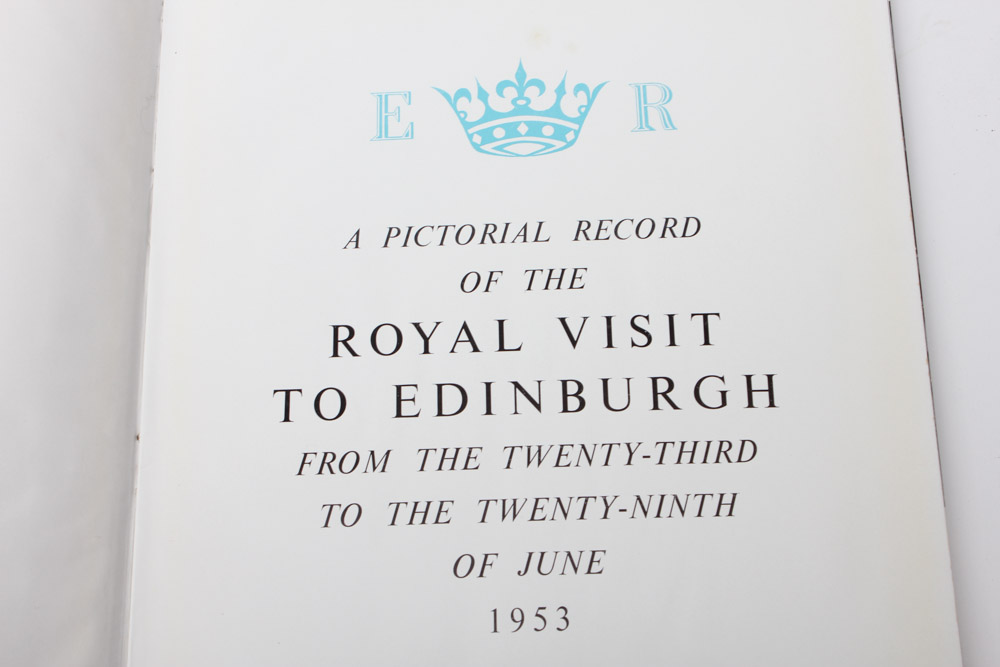 E R
A PICTORIAL RECORD
OF THE
ROYAL VISIT
TO EDINBURGH
FROM THE TWENTY-THIRD
TO THE TWENTY-NINTH
OF JUNE
1953